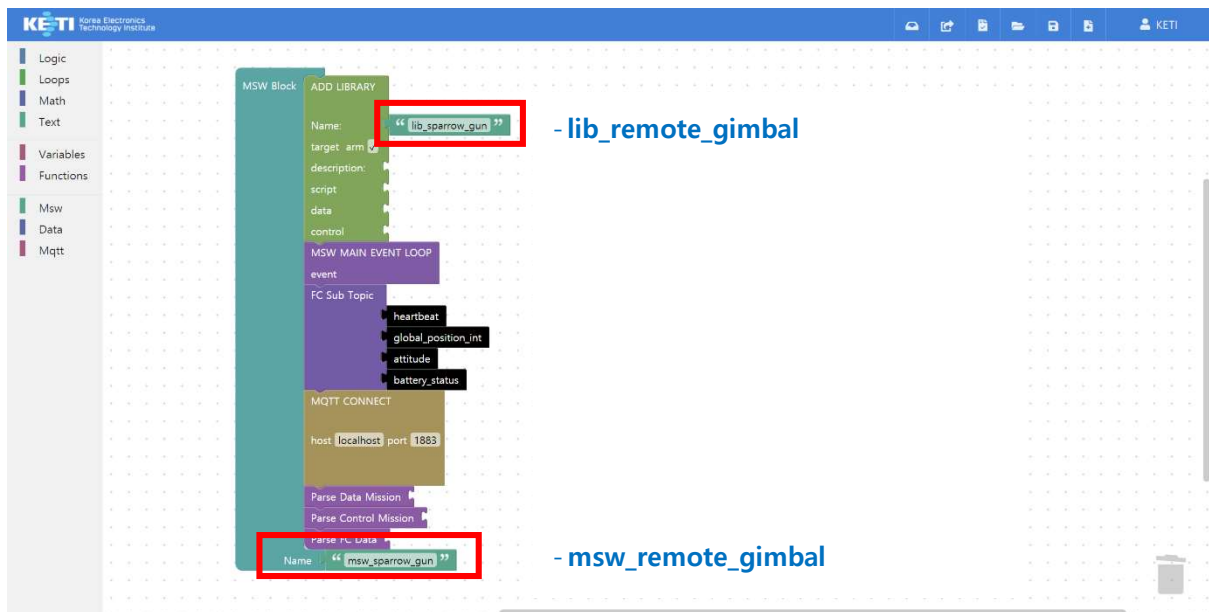 KETI Korea Electronics Technology Institute
KETI
Logic
Loops
Math
Text
Variables
Functions
Msw
Data
Mqtt
MSW Block
ADD LIBRARY
Name: “ lib_sparrow_gun ”
- lib_remote_gimbal
target arm
description:
script
data
control
MSW MAIN EVENT LOOP
event
FC Sub Topic
heartbeat
global_position_int
attitude
battery_status
MQTT CONNECT
host localhost port 1883
Parse Data Mission
Parse Control Mission
Parse FC Data
Name “ msw_sparrow_gun ”
- msw_remote_gimbal